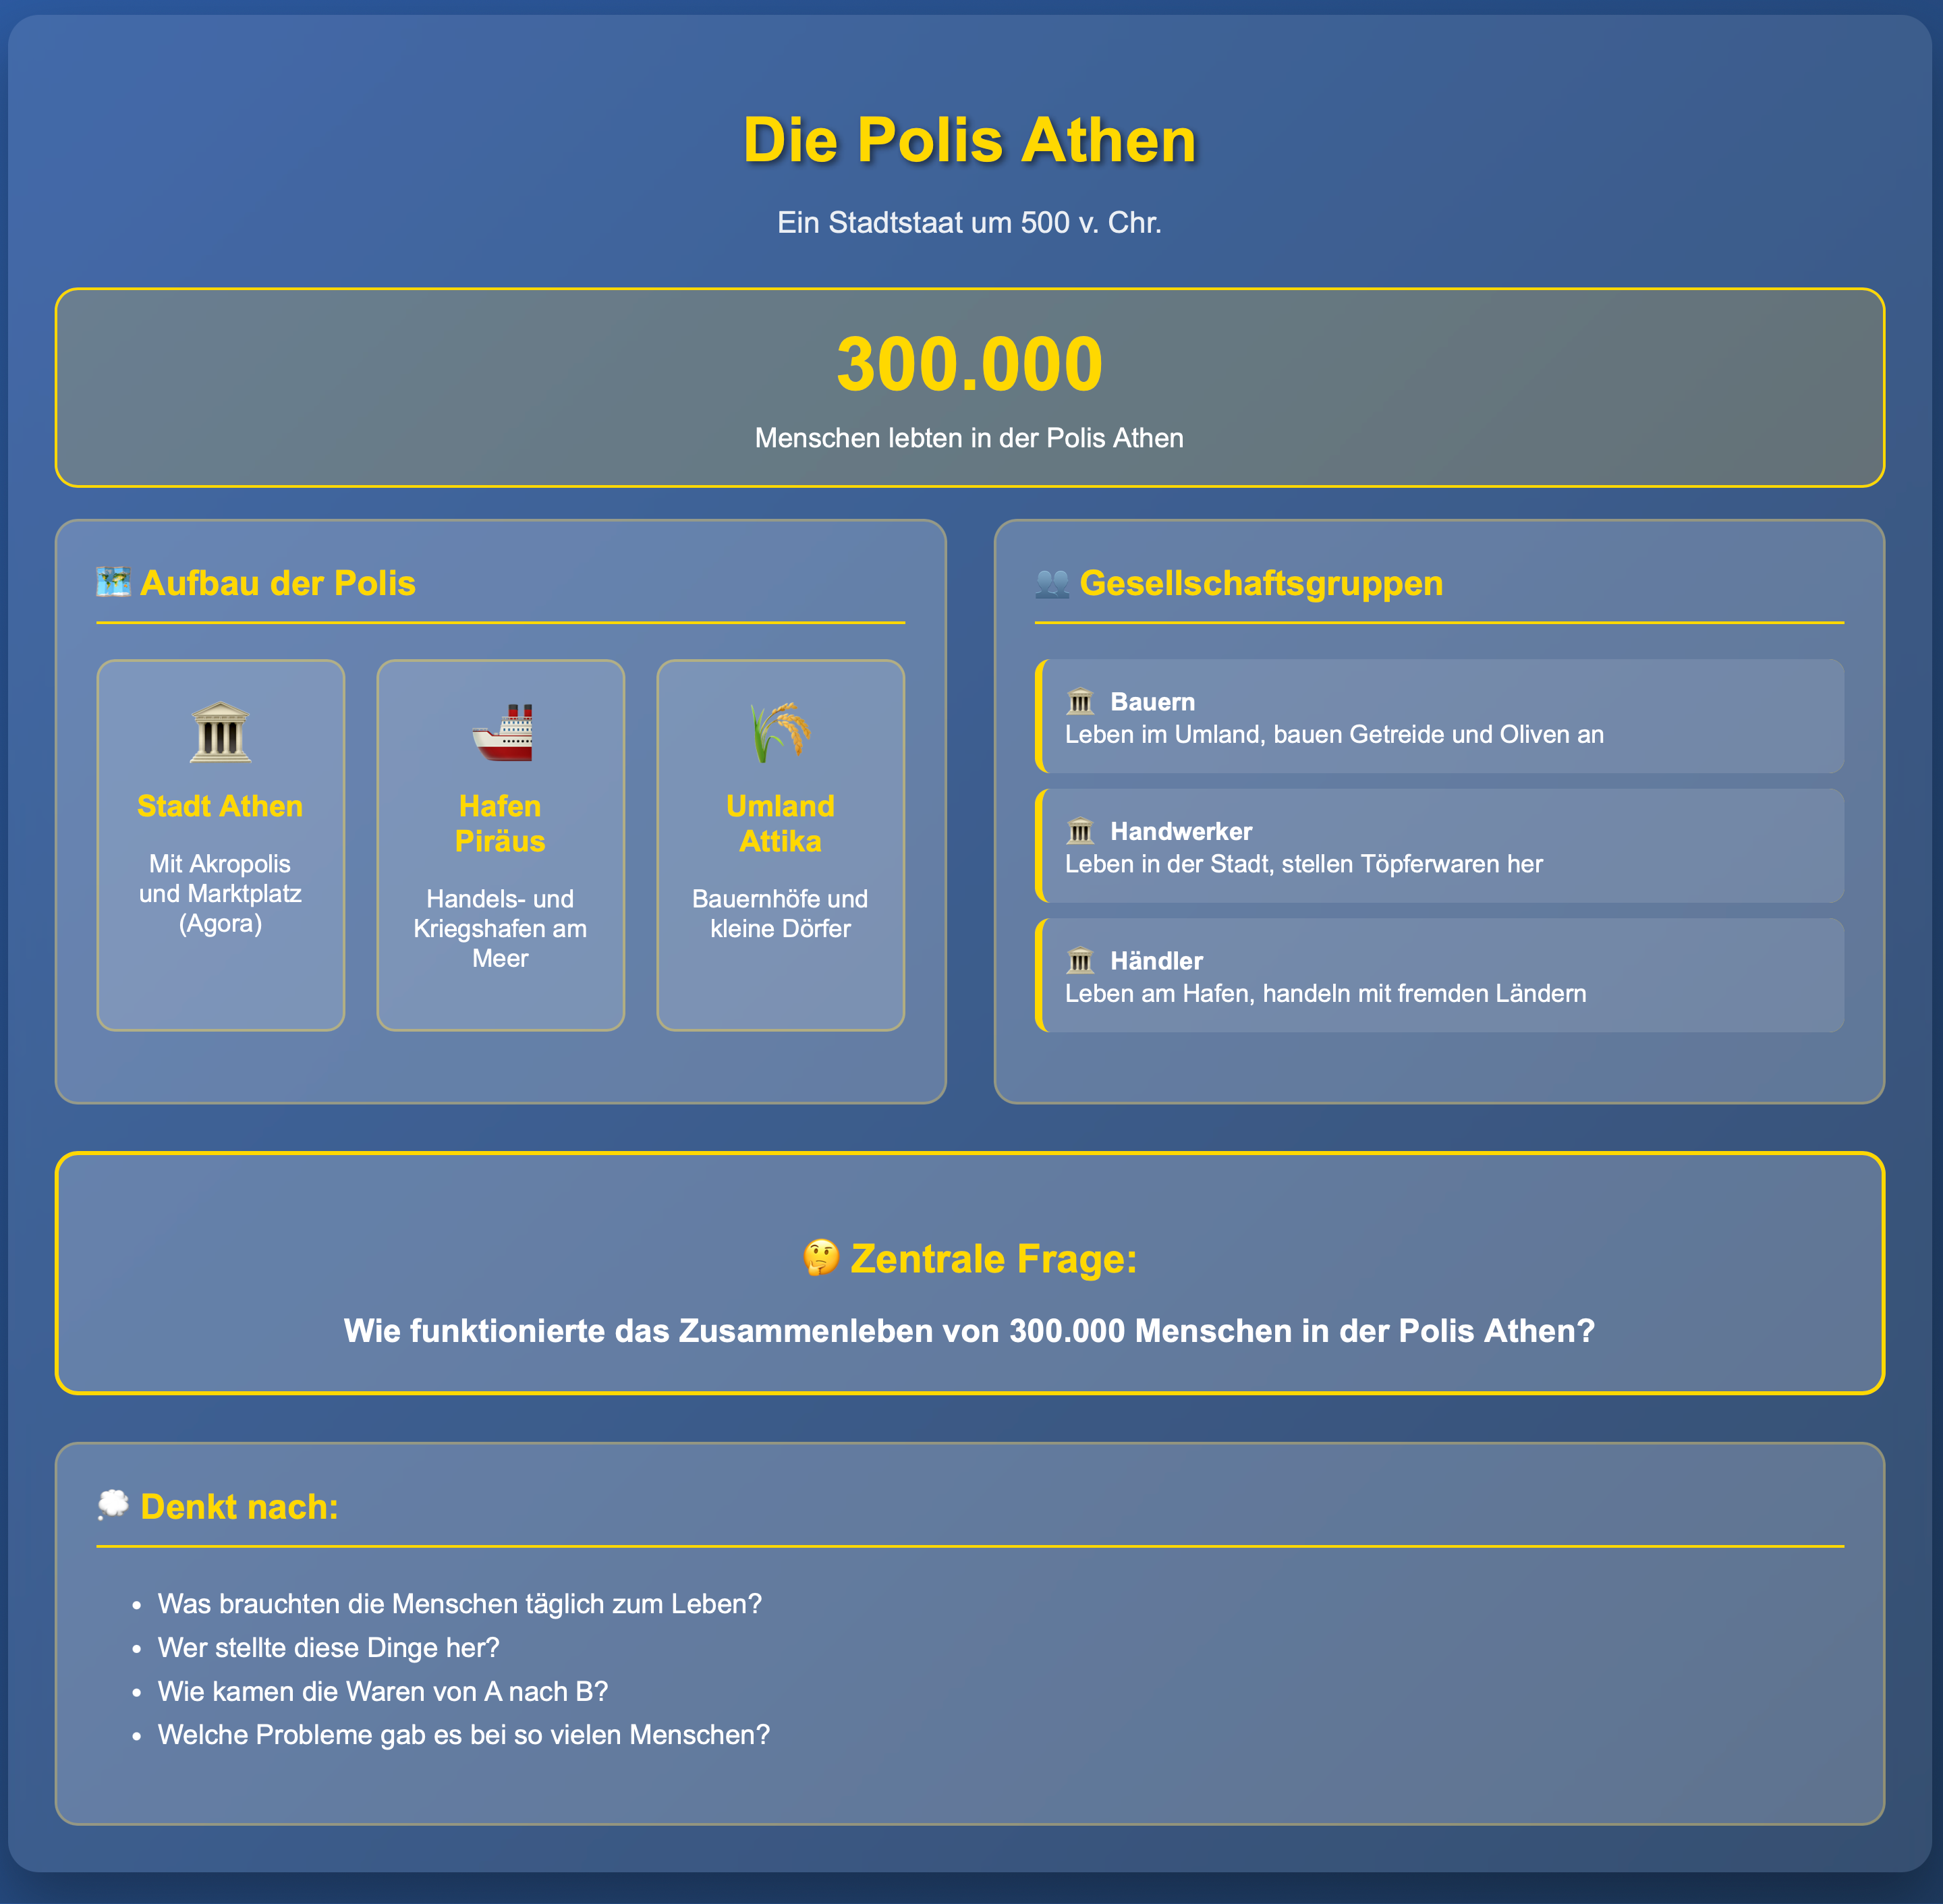 Die Polis Athen
Ein Stadtstaat um 500 v. Chr.
300.000
Menschen lebten in der Polis Athen
Aufbau der Polis
Stadt Athen
Mit Akropolis
und Marktplatz
(Agora)
Hafen
Piräus
Handels- und
Kriegshafen am
Meer
Umland
Attika
Bauernhöfe und
kleine Dörfer
Gesellschaftsgruppen
Bauern
Leben im Umland, bauen Getreide und Oliven an
Handwerker
Leben in der Stadt, stellen Töpferwaren her
Händler
Leben am Hafen, handeln mit fremden Ländern
Zentrale Frage:
Wie funktionierte das Zusammenleben von 300.000 Menschen in der Polis Athen?
Denkt nach:
• Was brauchten die Menschen täglich zum Leben?
• Wer stellte diese Dinge her?
• Wie kamen die Waren von A nach B?
• Welche Probleme gab es bei so vielen Menschen?